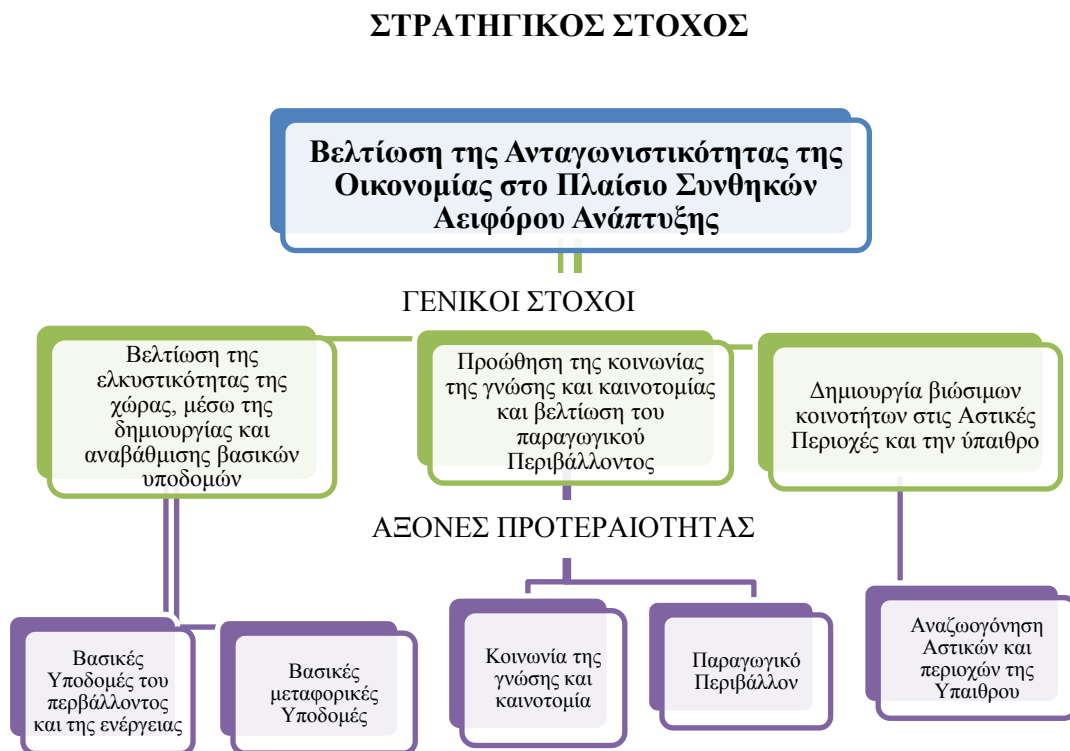 ΣΤΡΑΤΗΓΙΚΟΣ ΣΤΟΧΟΣ
Βελτίωση της Ανταγωνιστικότητας της
Οικονομίας στο Πλαίσιο Συνθηκών
Αειφόρου Ανάπτυξης
ΓΕΝΙΚΟΙ ΣΤΟΧΟΙ
Βελτίωση της
ελκυστικότητας της
χώρας, μέσω της
δημιουργίας και
αναβάθμισης βασικών
υποδομών
Προώθηση της κοινωνίας
της γνώσης και καινοτομίας
και βελτίωση του
παραγωγικού
Περιβάλλοντος
Δημιουργία βιώσιμων
κοινοτήτων στις Αστικές
Περιοχές και την ύπαιθρο
ΑΞΟΝΕΣ ΠΡΟΤΕΡΑΙΟΤΗΤΑΣ
Βασικές
Υποδομές του
περβάλλοντος
και της ενέργειας
Βασικές
μεταφορικές
Υποδομές
Κοινωνία της
γνώσης και
καινοτομία
Παραγωγικό
Περιβάλλον
Αναζωογόνηση
Αστικών και
περιοχών της
Υπαιθρου